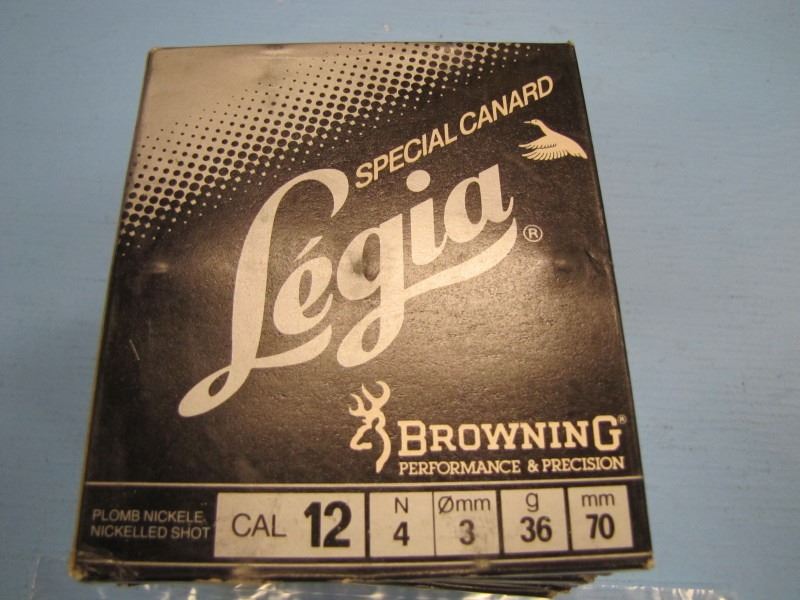 SPECIAL CANARD
Légia ®
BROWNING®
PERFORMANCE & PRECISION
PLOMB NICKELE
NICKELLED SHOT
CAL 12
N Ømm g mm
4 3 36 70